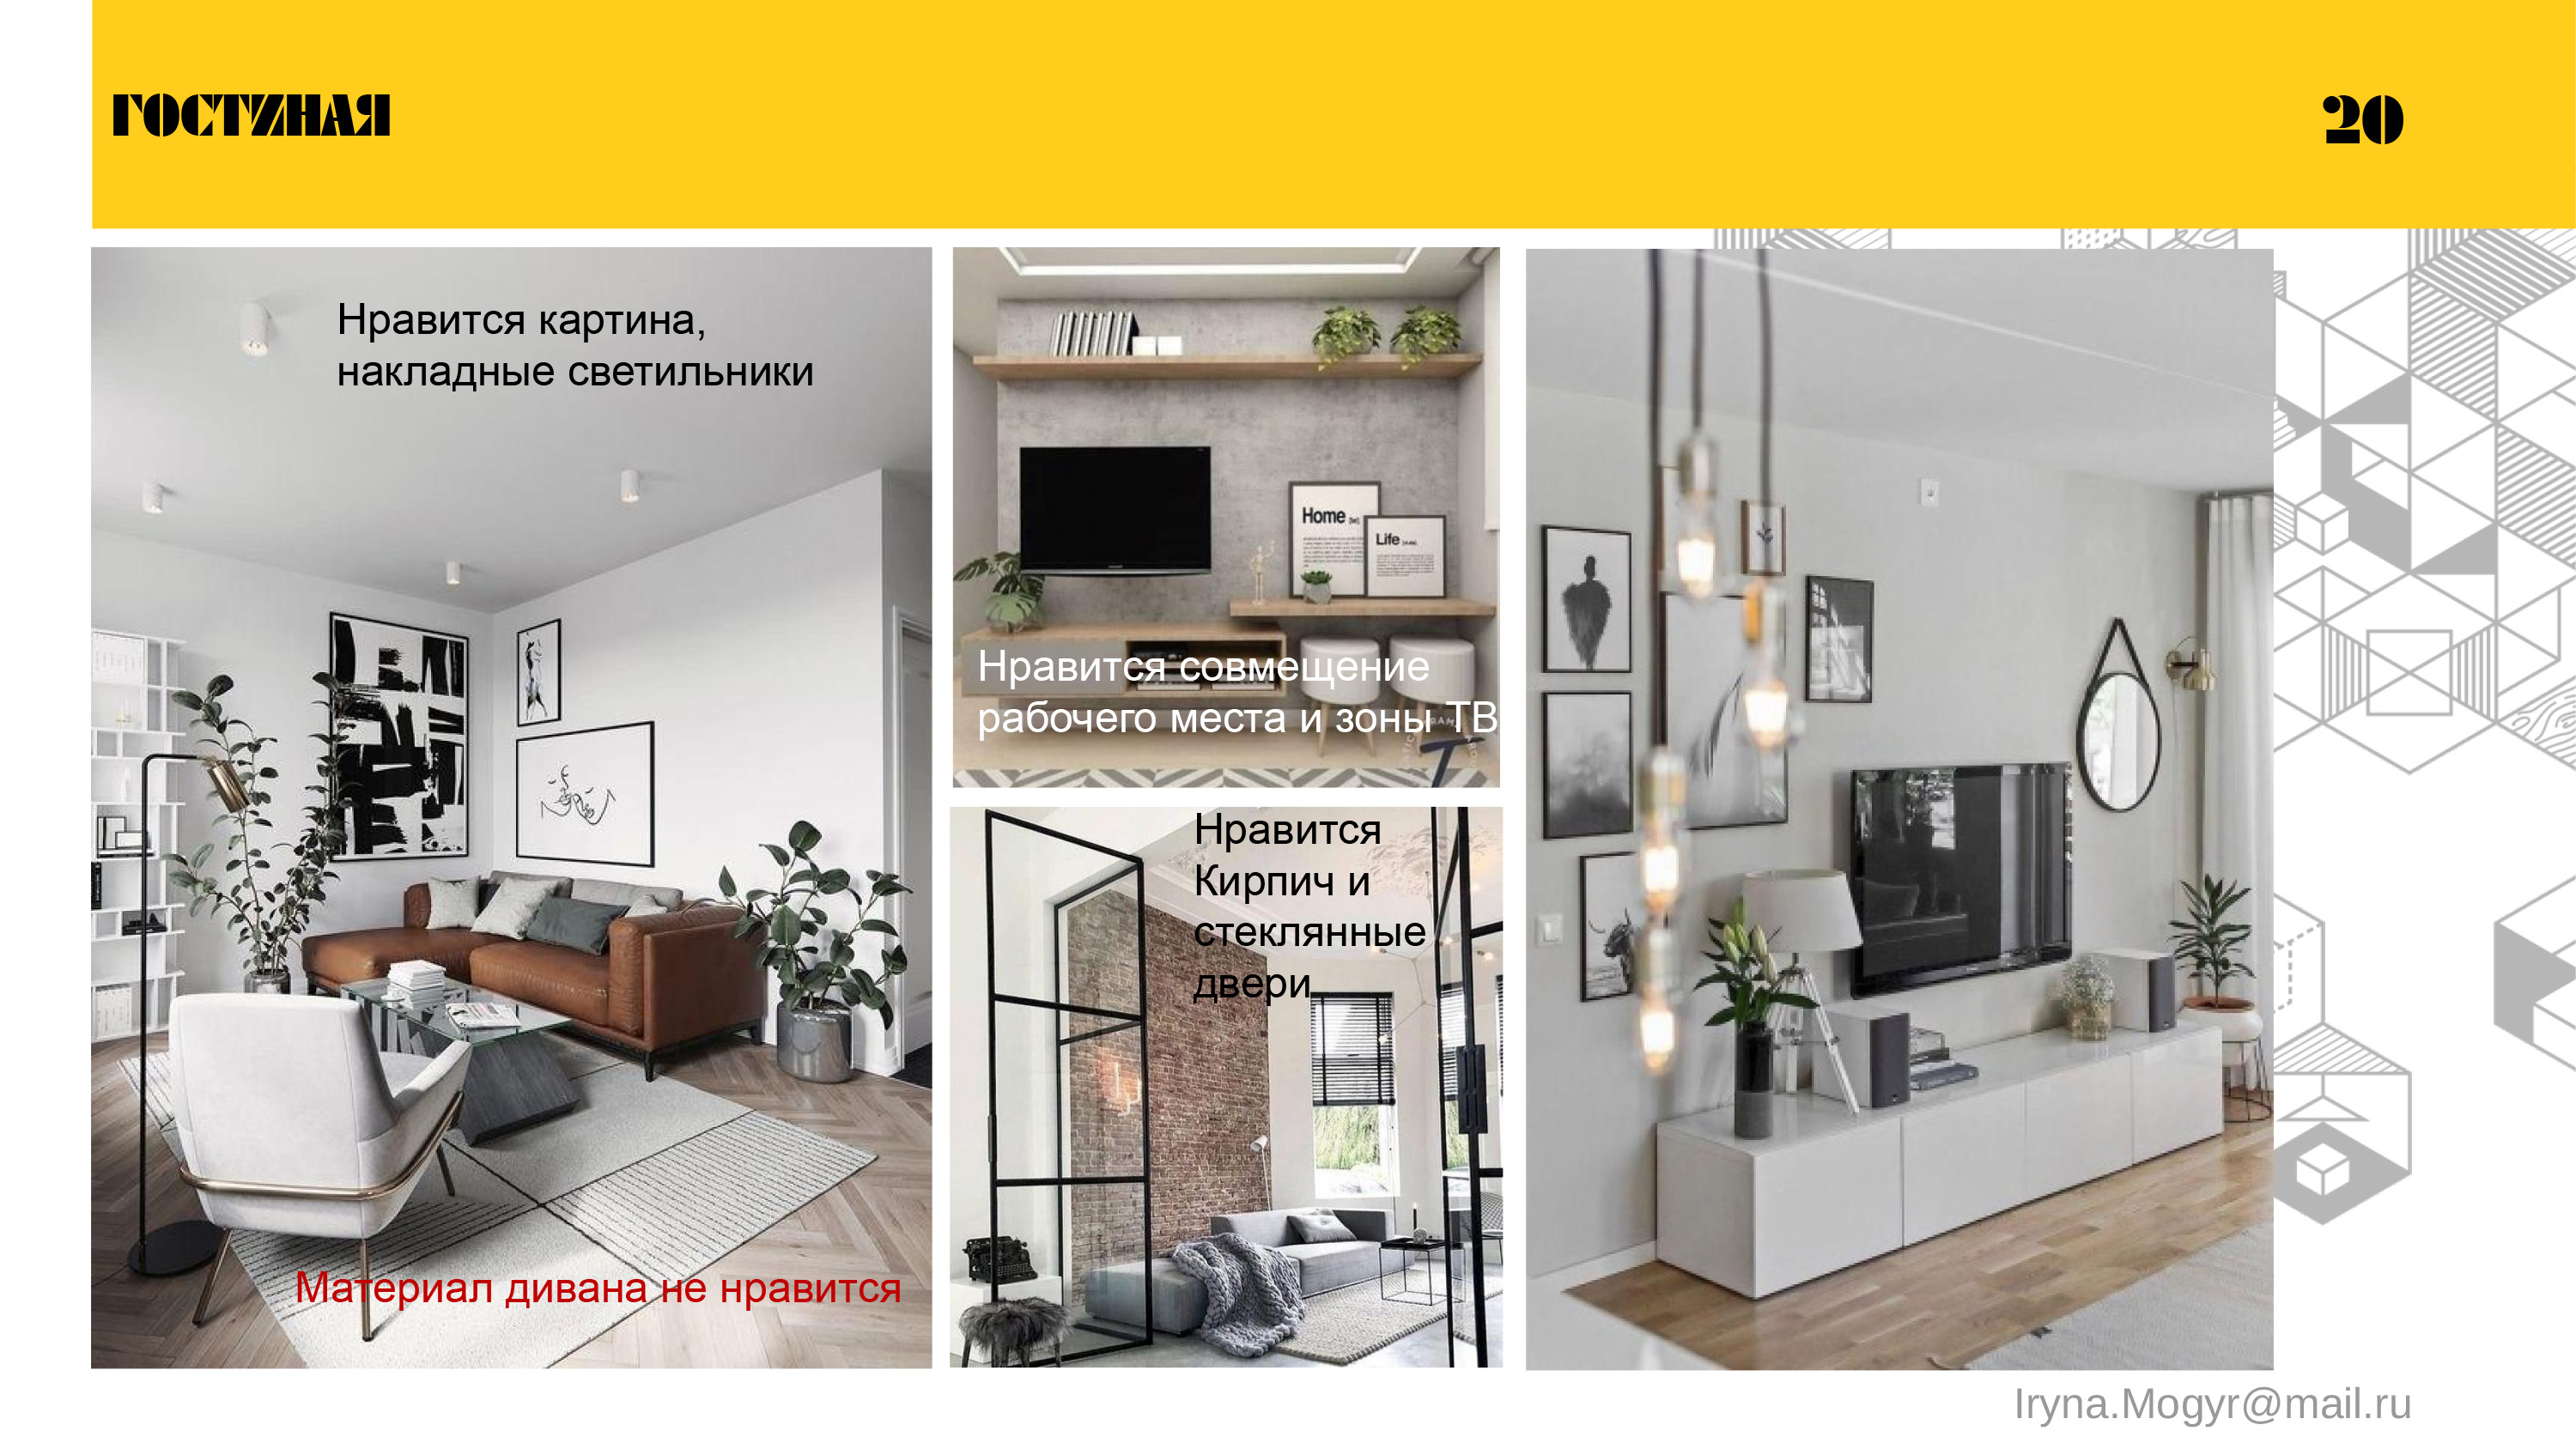 ГОСТИНАЯ
20
Нравится картина,
накладные светильники
Материал дивана не нравится
Home
Life
Нравится совмещение
рабочего места и зоны ТВ
Нравится
Кирпич и
стеклянные
двери
Iryna.Mogyr@mail.ru